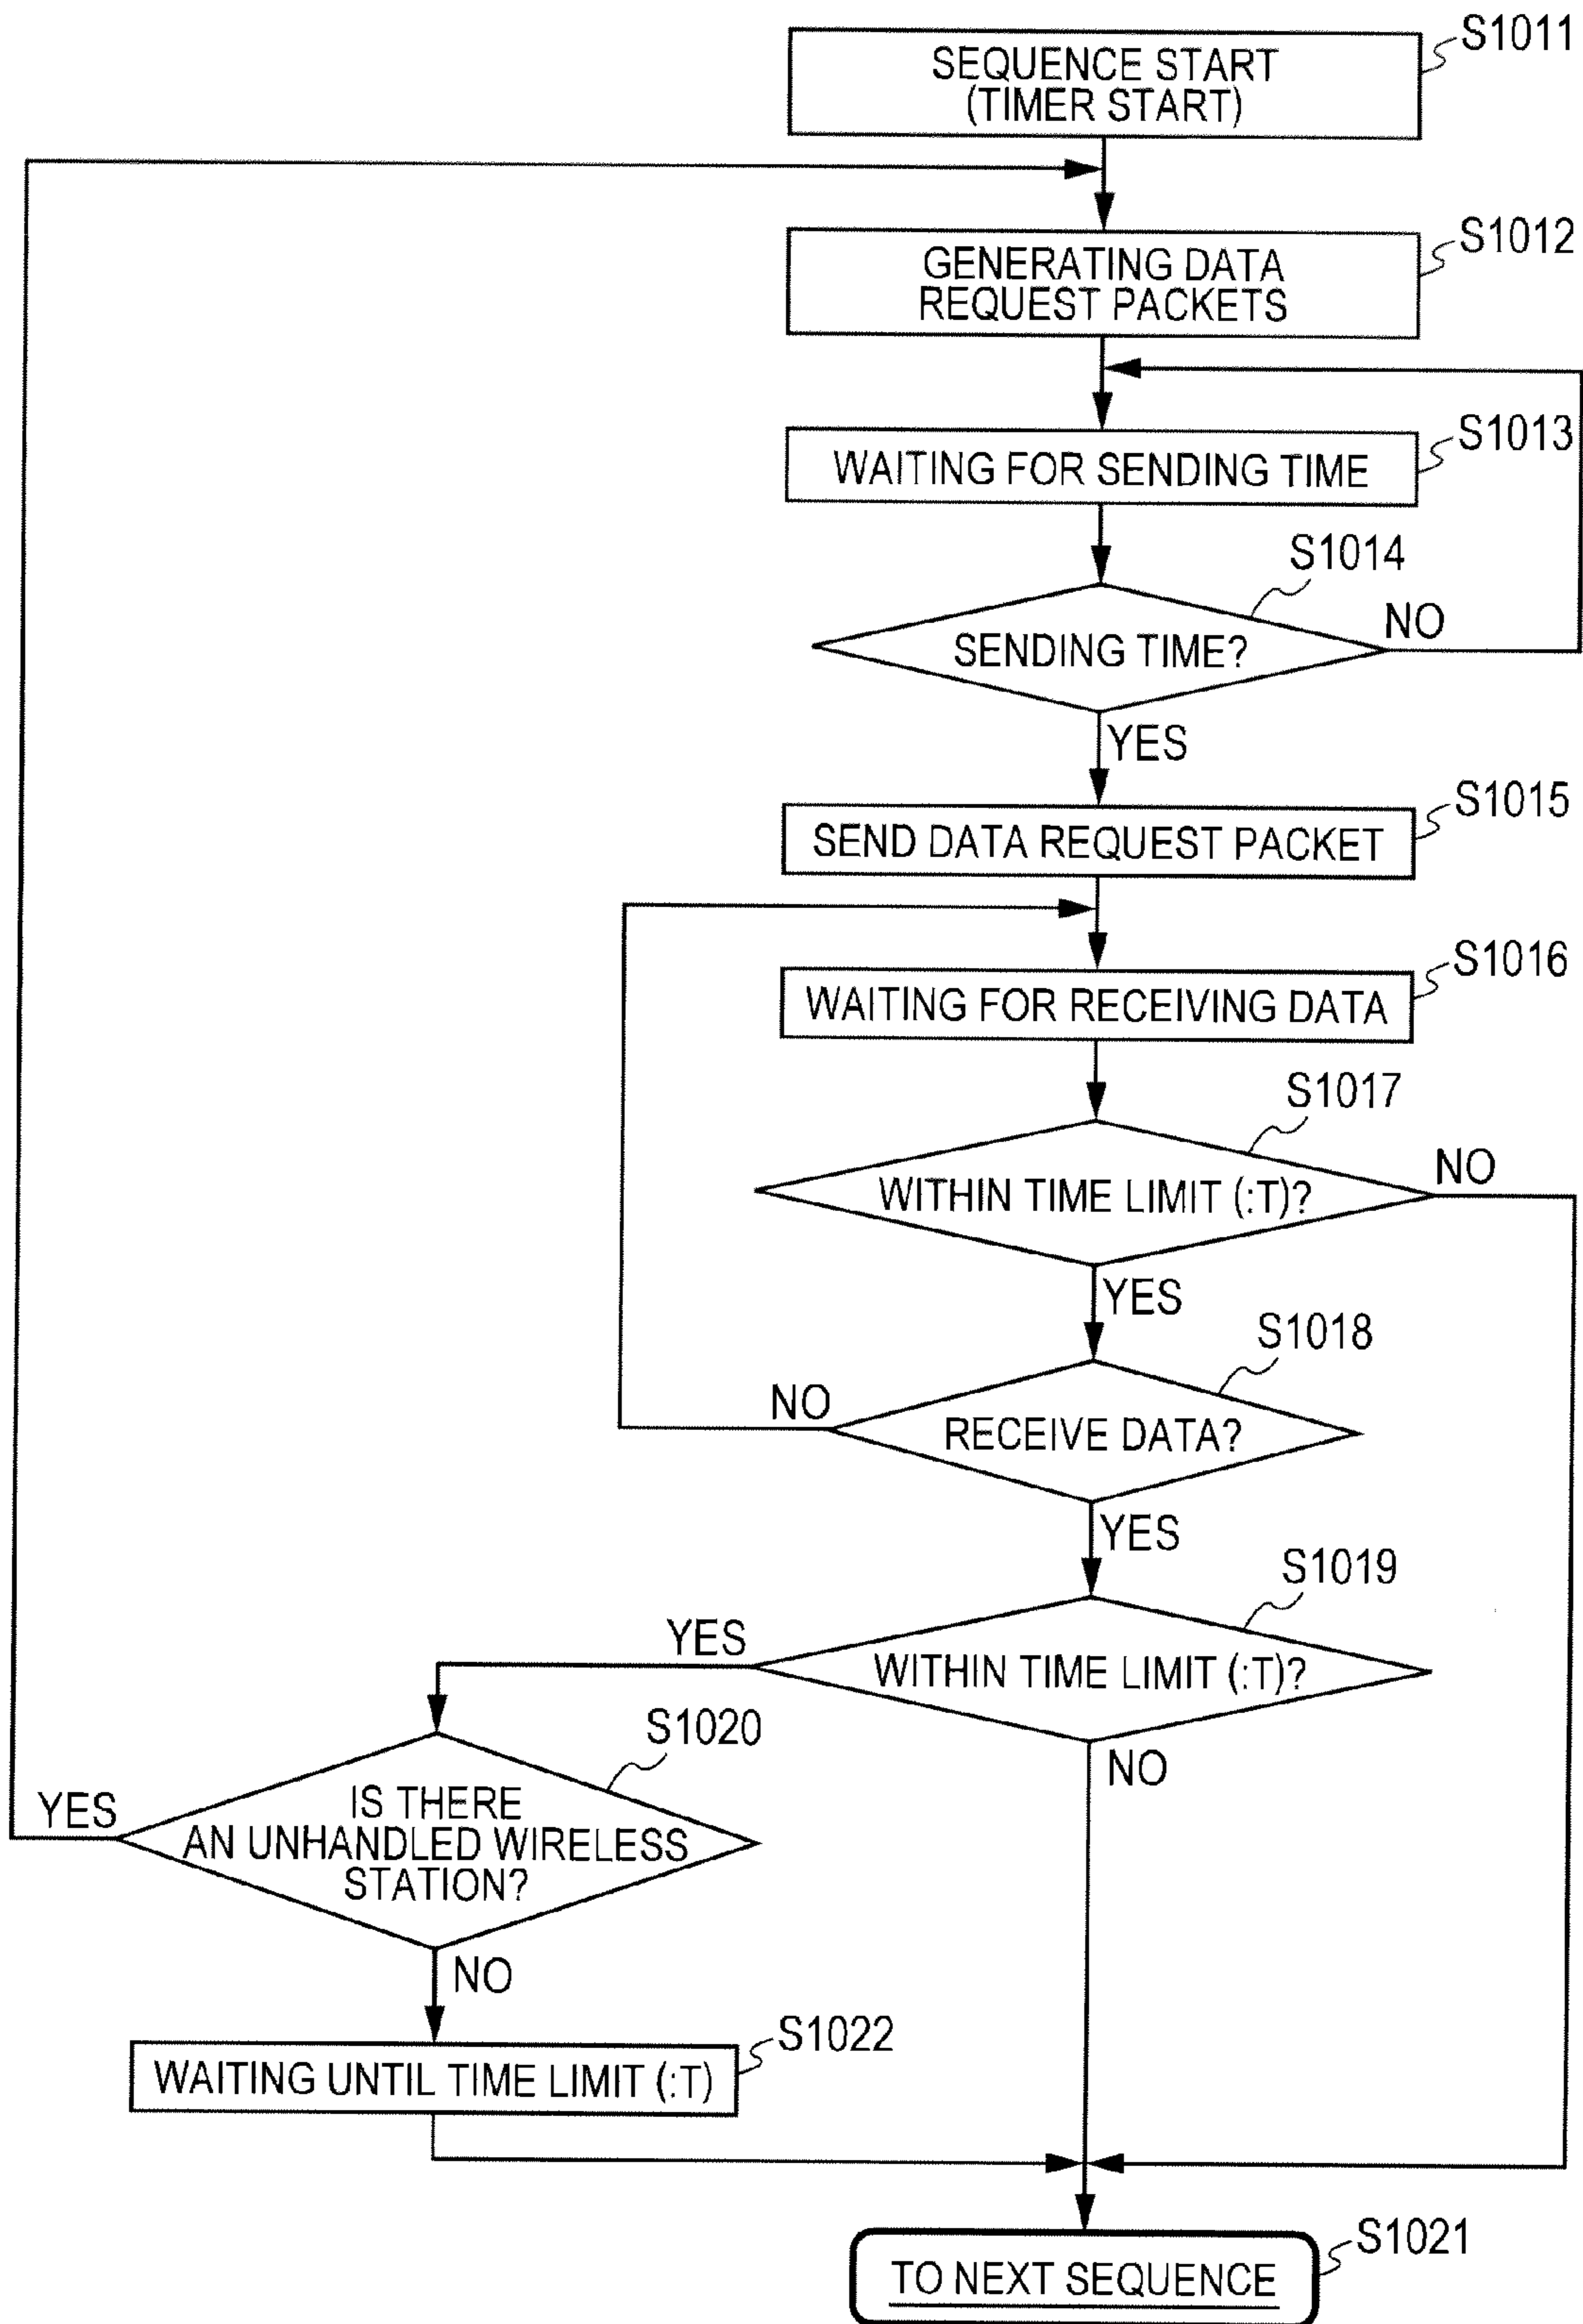 S1011
SEQUENCE START
(TIMER START)
S1012
GENERATING DATA
REQUEST PACKETS
S1013
WAITING FOR SENDING TIME
S1014
SENDING TIME?
NO
YES
S1015
SEND DATA REQUEST PACKET
S1016
WAITING FOR RECEIVING DATA
S1017
WITHIN TIME LIMIT (:T)?
NO
YES
S1018
RECEIVE DATA?
NO
YES
S1019
WITHIN TIME LIMIT (:T)?
YES
NO
S1020
IS THERE
AN UNHANDLED WIRELESS
STATION?
YES
NO
S1022
WAITING UNTIL TIME LIMIT (:T)
S1021
TO NEXT SEQUENCE